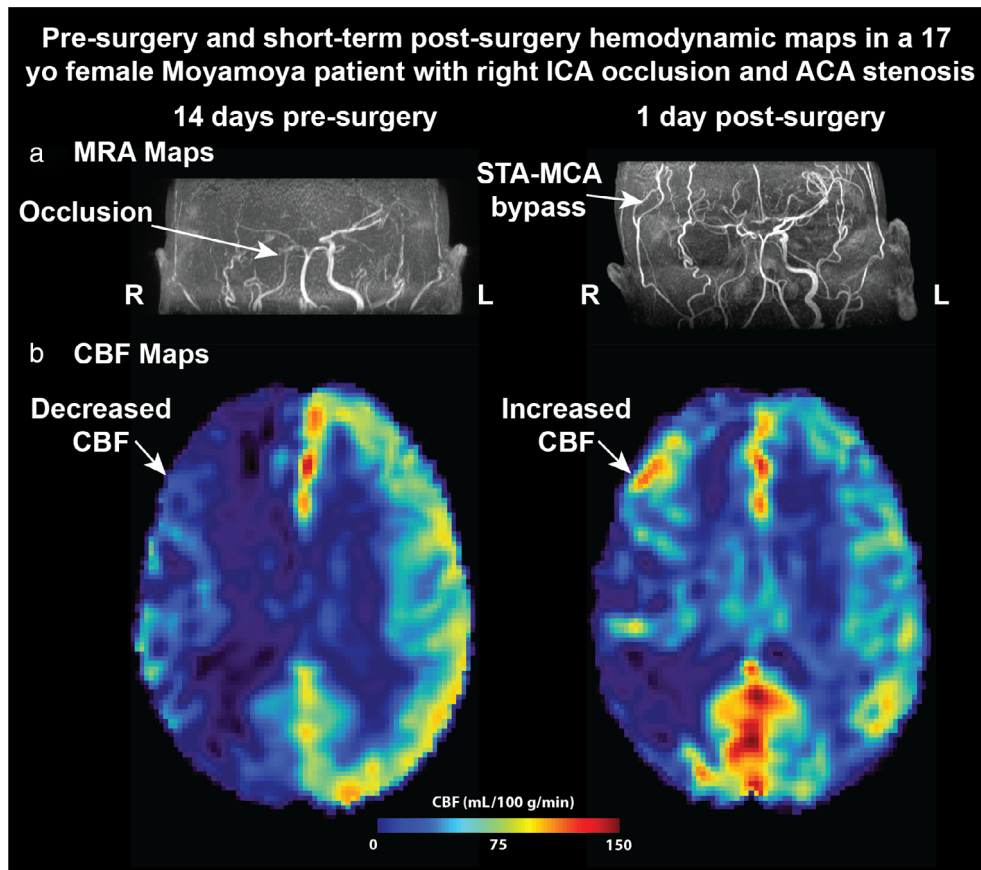 Pre-surgery and short-term post-surgery hemodynamic maps in a 17
yo female Moyamoya patient with right ICA occlusion and ACA stenosis
14 days pre-surgery
1 day post-surgery
a MRA Maps
Occlusion
R
L
STA-MCA
bypass
R
L
b CBF Maps
Decreased
CBF
Increased
CBF
CBF (mL/100 g/min)
0 75 150